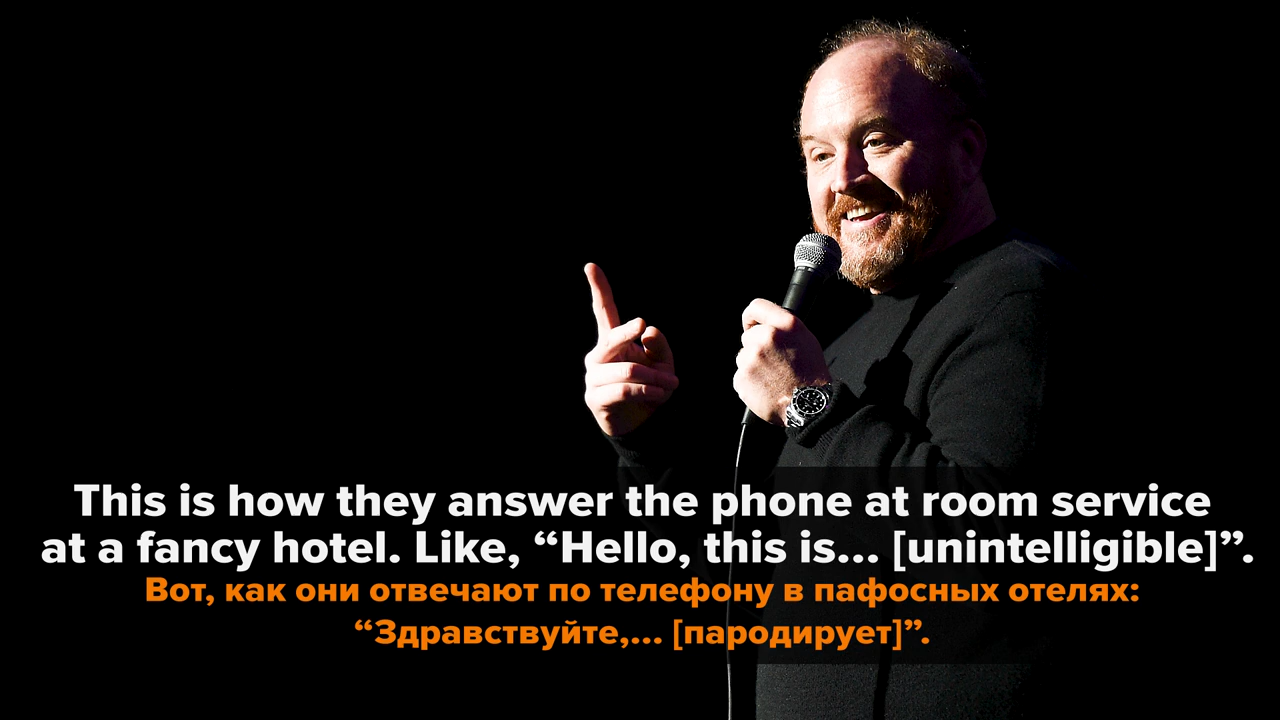 This is how they answer the phone at room service
at a fancy hotel. Like, “Hello, this is... [unintelligible]”.
Вот, как они отвечают по телефону в пафосных отелях:
“Здравствуйте,... [пародирует]”.